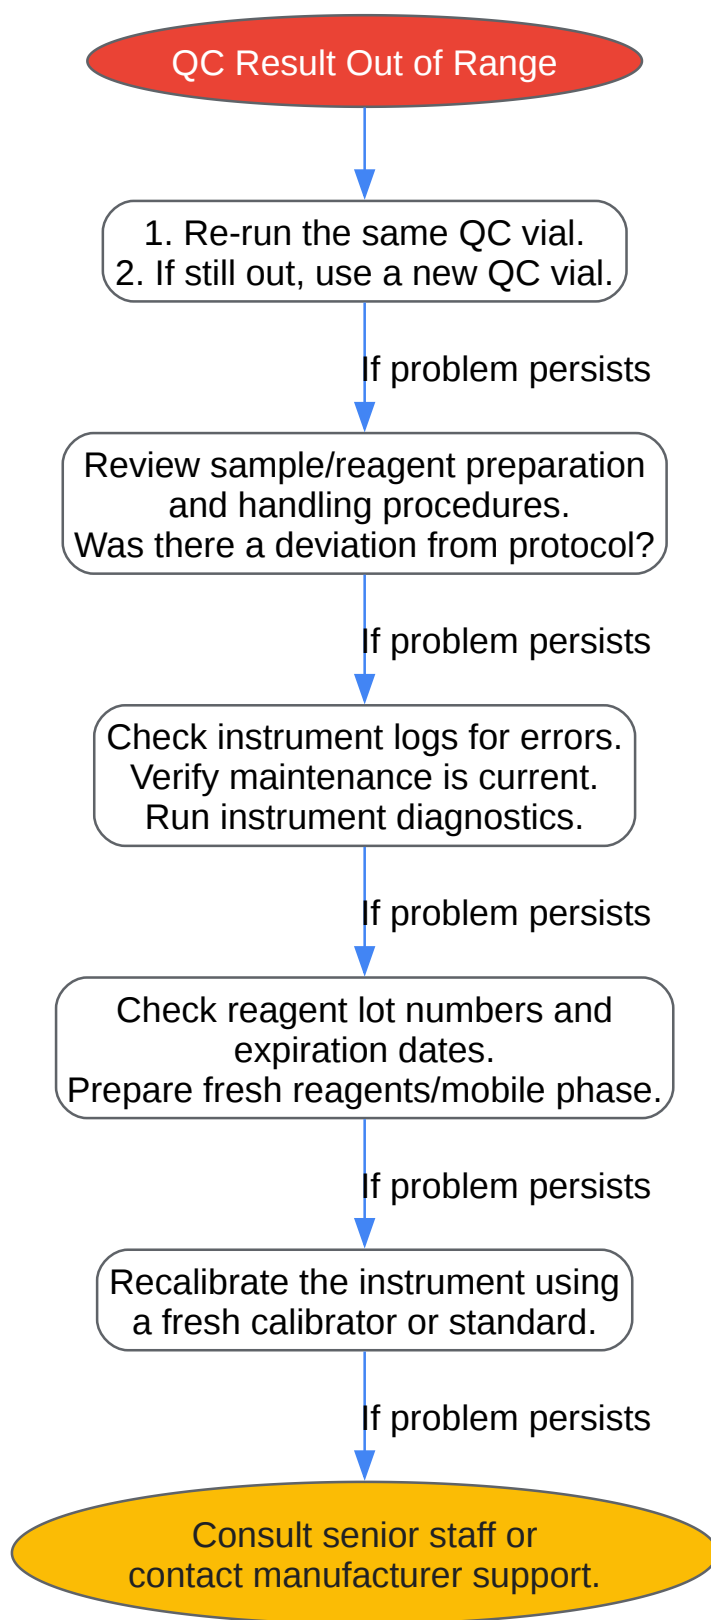 QC Result Out of Range
1. Re-run the same QC vial.
2. If still out, use a new QC vial.
If problem persists
Review sample/reagent preparation
and handling procedures.
Was there a deviation from protocol?
If problem persists
Check instrument logs for errors.
Verify maintenance is current.
Run instrument diagnostics.
If problem persists
Check reagent lot numbers and
expiration dates.
Prepare fresh reagents/mobile phase.
If problem persists
Recalibrate the instrument using
a fresh calibrator or standard.
If problem persists
Consult senior staff or
contact manufacturer support.